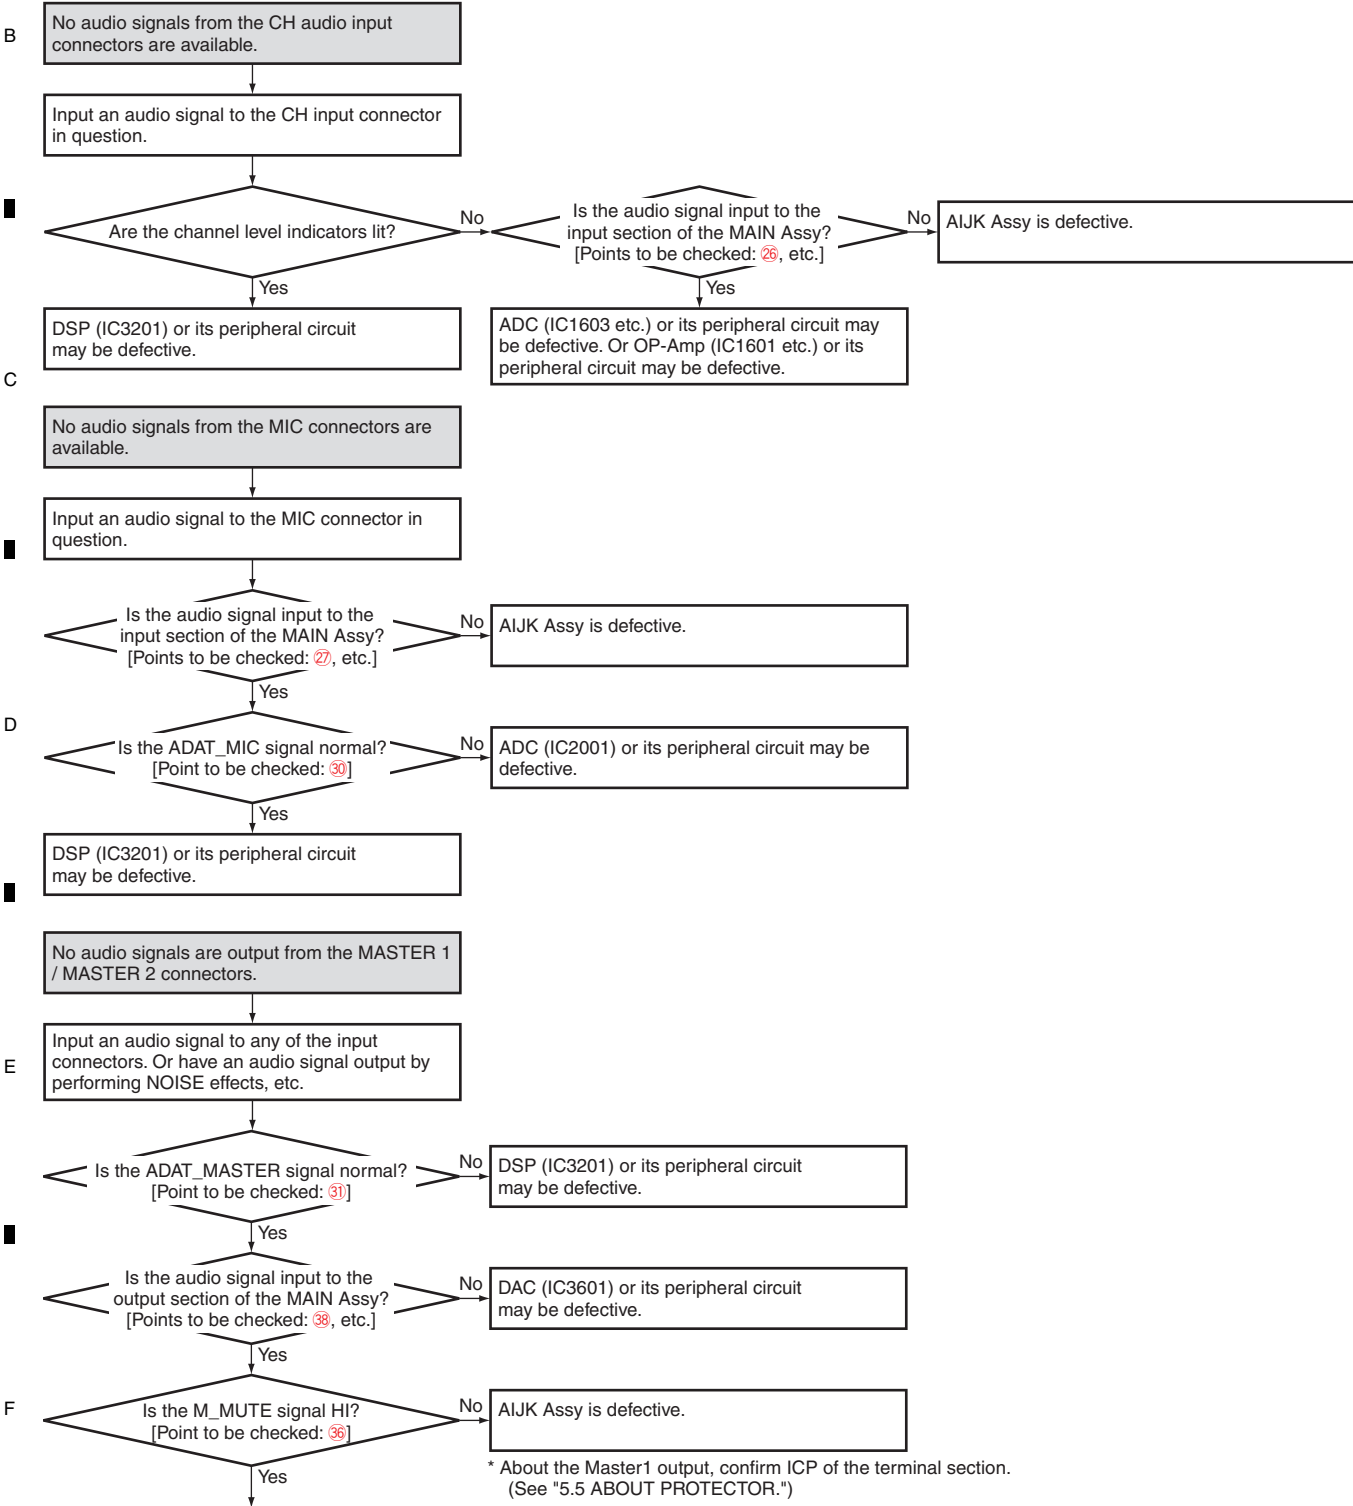 B
No audio signals from the CH audio input
connectors are available.
Input an audio signal to the CH input connector
in question.
Are the channel level indicators lit?
No
Is the audio signal input to the
input section of the MAIN Assy?
[Points to be checked: ㉖, etc.]
No
AIJK Assy is defective.
Yes
Yes
DSP (IC3201) or its peripheral circuit
may be defective.
ADC (IC1603 etc.) or its peripheral circuit may
be defective. Or OP-Amp (IC1601 etc.) or its
peripheral circuit may be defective.
C
No audio signals from the MIC connectors are
available.
Input an audio signal to the MIC connector in
question.
Is the audio signal input to the
input section of the MAIN Assy?
[Points to be checked: ㉗, etc.]
No
AIJK Assy is defective.
Yes
D
Is the ADAT_MIC signal normal?
[Point to be checked: ㉚]
No
ADC (IC2001) or its peripheral circuit may be
defective.
Yes
DSP (IC3201) or its peripheral circuit
may be defective.
No audio signals are output from the MASTER 1
/ MASTER 2 connectors.
E
Input an audio signal to any of the input
connectors. Or have an audio signal output by
performing NOISE effects, etc.
Is the ADAT_MASTER signal normal?
[Point to be checked: ㉛]
No
DSP (IC3201) or its peripheral circuit
may be defective.
Yes
Is the audio signal input to the
output section of the MAIN Assy?
[Points to be checked: ㊳, etc.]
No
DAC (IC3601) or its peripheral circuit
may be defective.
Yes
F
Is the M_MUTE signal HI?
[Point to be checked: ㊱]
No
AIJK Assy is defective.
* About the Master1 output, confirm ICP of the terminal section.
(See "5.5 ABOUT PROTECTOR.")
Yes